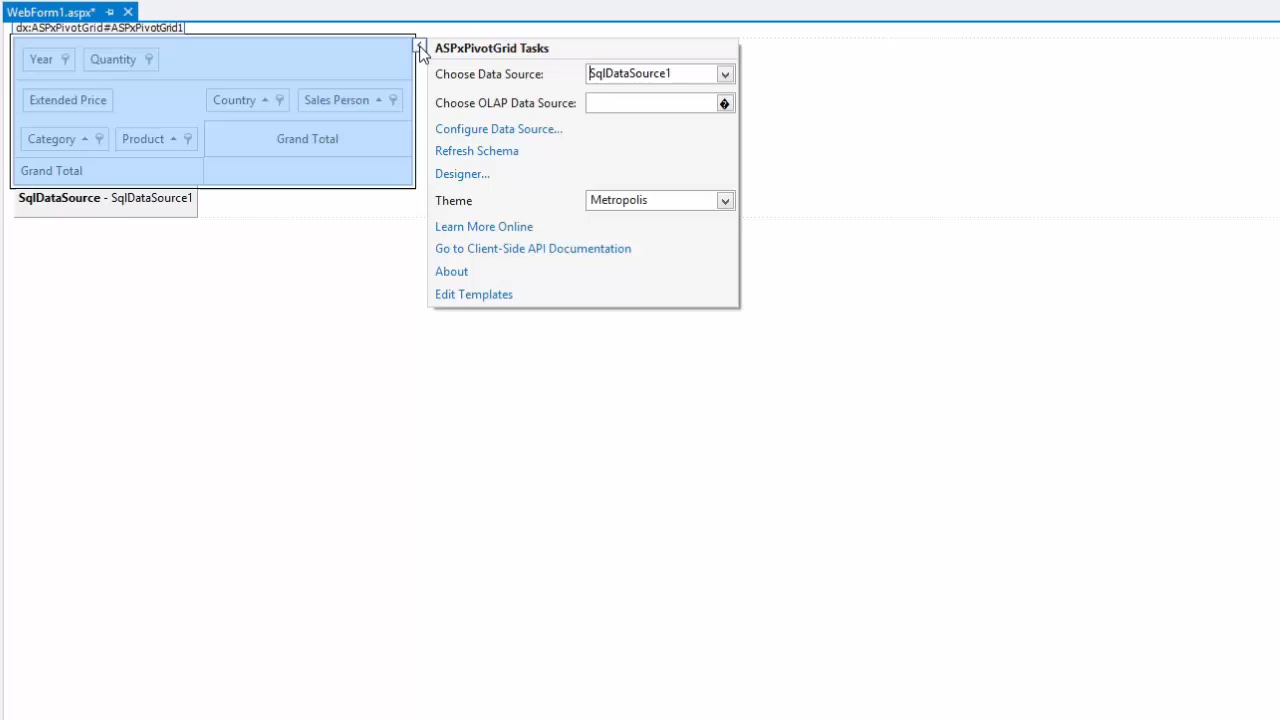 WebForm1.aspx*
dx:ASPxPivotGrid#ASPxPivotGrid1
Year
Quantity
Extended Price
Country
Sales Person
Category
Product
Grand Total
Grand Total
SqlDataSource - SqlDataSource1
ASPxPivotGrid Tasks
Choose Data Source: SqlDataSource1
Choose OLAP Data Source:
Configure Data Source...
Refresh Schema
Designer...
Theme Metropolis
Learn More Online
Go to Client-Side API Documentation
About
Edit Templates